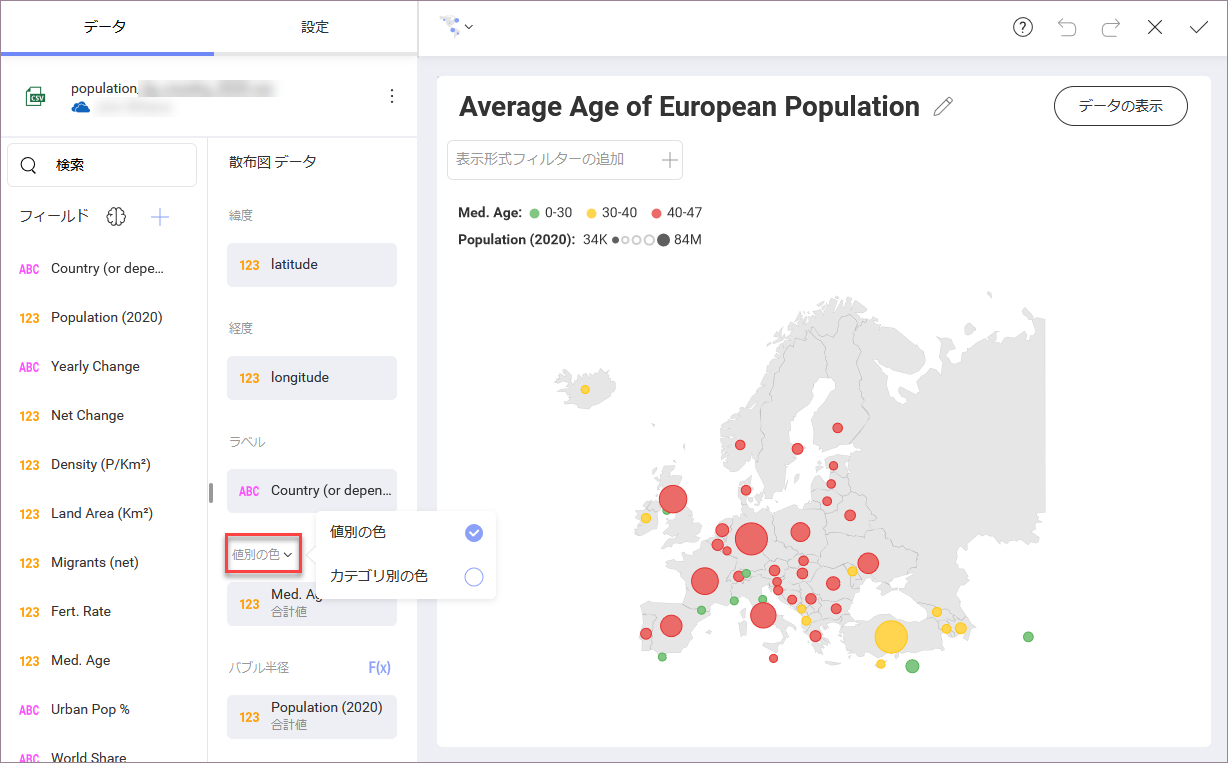 データ
設定
population,
CSV
検索
フィールド
ABC Country (or depe...
123 Population (2020)
ABC Yearly Change
123 Net Change
123 Density (P/Km²)
123 Land Area (Km²)
123 Migrants (net)
123 Fert. Rate
123 Med. Age
ABC Urban Pop %
ABC World Share
散布図 データ
緯度
123 latitude
経度
123 longitude
ラベル
ABC Country (or depen...
値別の色
値別の色
カテゴリ別の色
123 Med. Ag
合計値
バブル半径 F(x)
123 Population (2020)
合計値
Average Age of European Population
データの表示
表示形式フィルターの追加
Med. Age: 0-30 30-40 40-47
Population (2020): 34K 84M